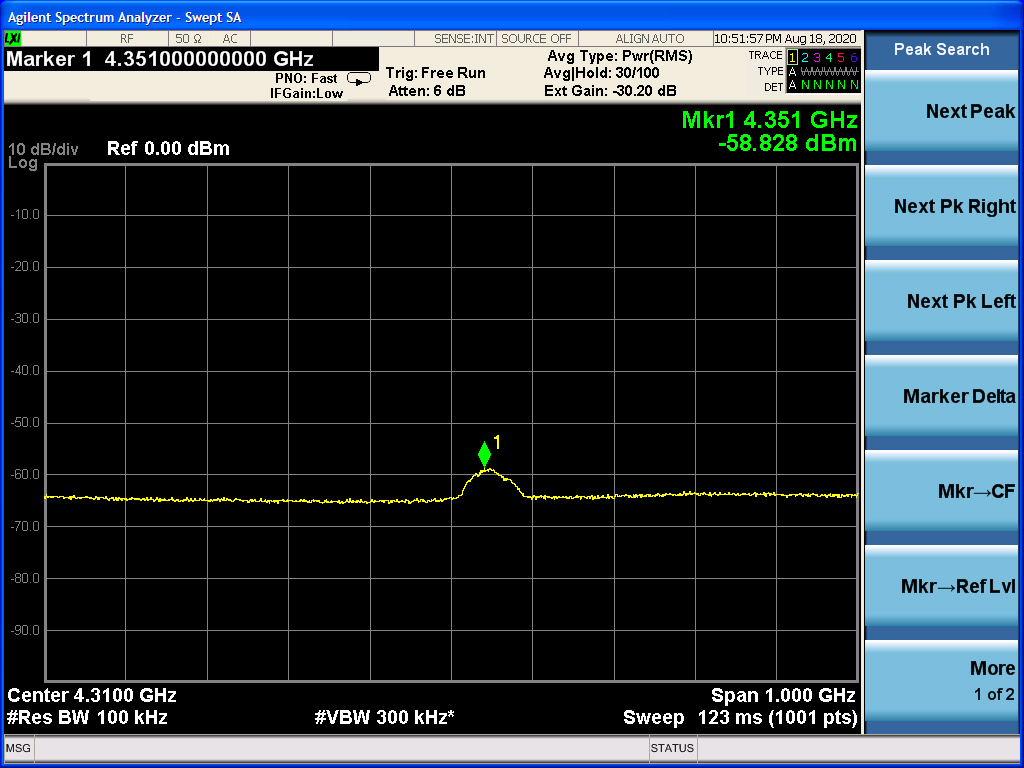 Agilent Spectrum Analyzer - Swept SA
LXI RF 50 Ω AC SENSE:INT SOURCE OFF ALIGN AUTO 10:51:57 PM Aug 18, 2020
Marker 1 4.351000000000 GHz
PNO: Fast
IFGain:Low
Trig: Free Run
Atten: 6 dB
Avg Type: Pwr(RMS)
Avg|Hold: 30/100
Ext Gain: -30.20 dB
TRACE 1 2 3 4 5 6
TYPE A WWWWW
DET A N N N N N
Peak Search
Mkr1 4.351 GHz
-58.828 dBm
10 dB/div
Log
Ref 0.00 dBm
-10.0
-20.0
-30.0
-40.0
-50.0
-60.0
-70.0
-80.0
-90.0
1
Center 4.3100 GHz
Span 1.000 GHz
#Res BW 100 kHz
#VBW 300 kHz*
Sweep 123 ms (1001 pts)
Next Peak
Next Pk Right
Next Pk Left
Marker Delta
Mkr→CF
Mkr→Ref Lvl
More
1 of 2
MSG
STATUS